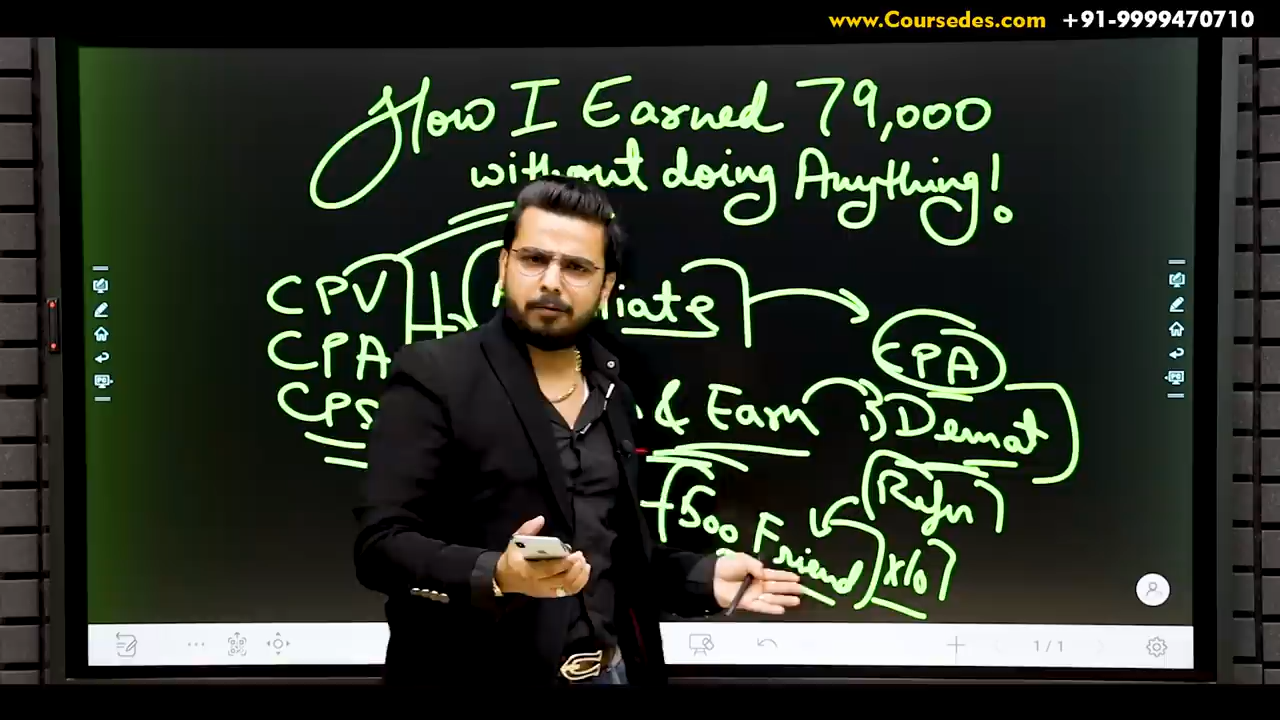 www.Coursedes.com +91-9999470710
How I Earned 79,000
without doing Anything!
CPV
CPA
CPS
CPA
& Earn
Demat
Refer
+500 Friend x10
1/1